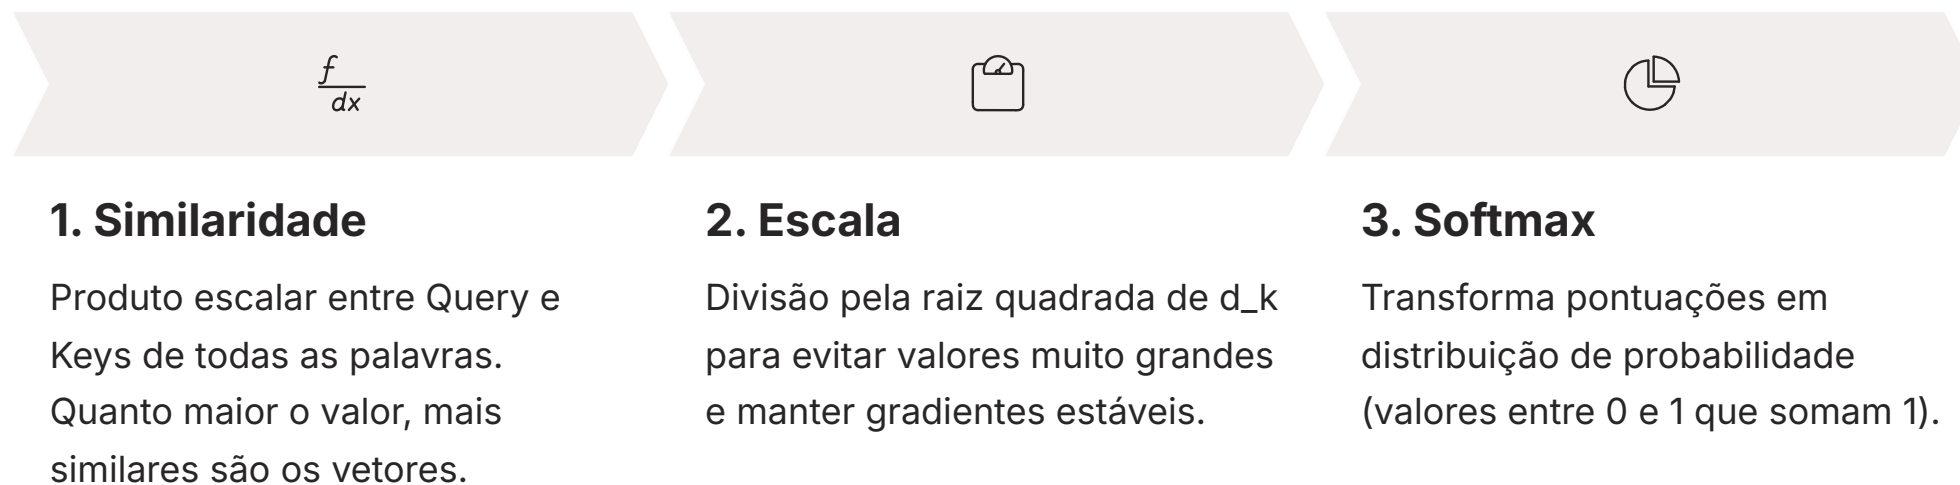 f
dx
1. Similaridade
Produto escalar entre Query e
Keys de todas as palavras.
Quanto maior o valor, mais
similares são os vetores.
2. Escala
Divisão pela raiz quadrada de d_k
para evitar valores muito grandes
e manter gradientes estáveis.
3. Softmax
Transforma pontuações em
distribuição de probabilidade
(valores entre 0 e 1 que somam 1).